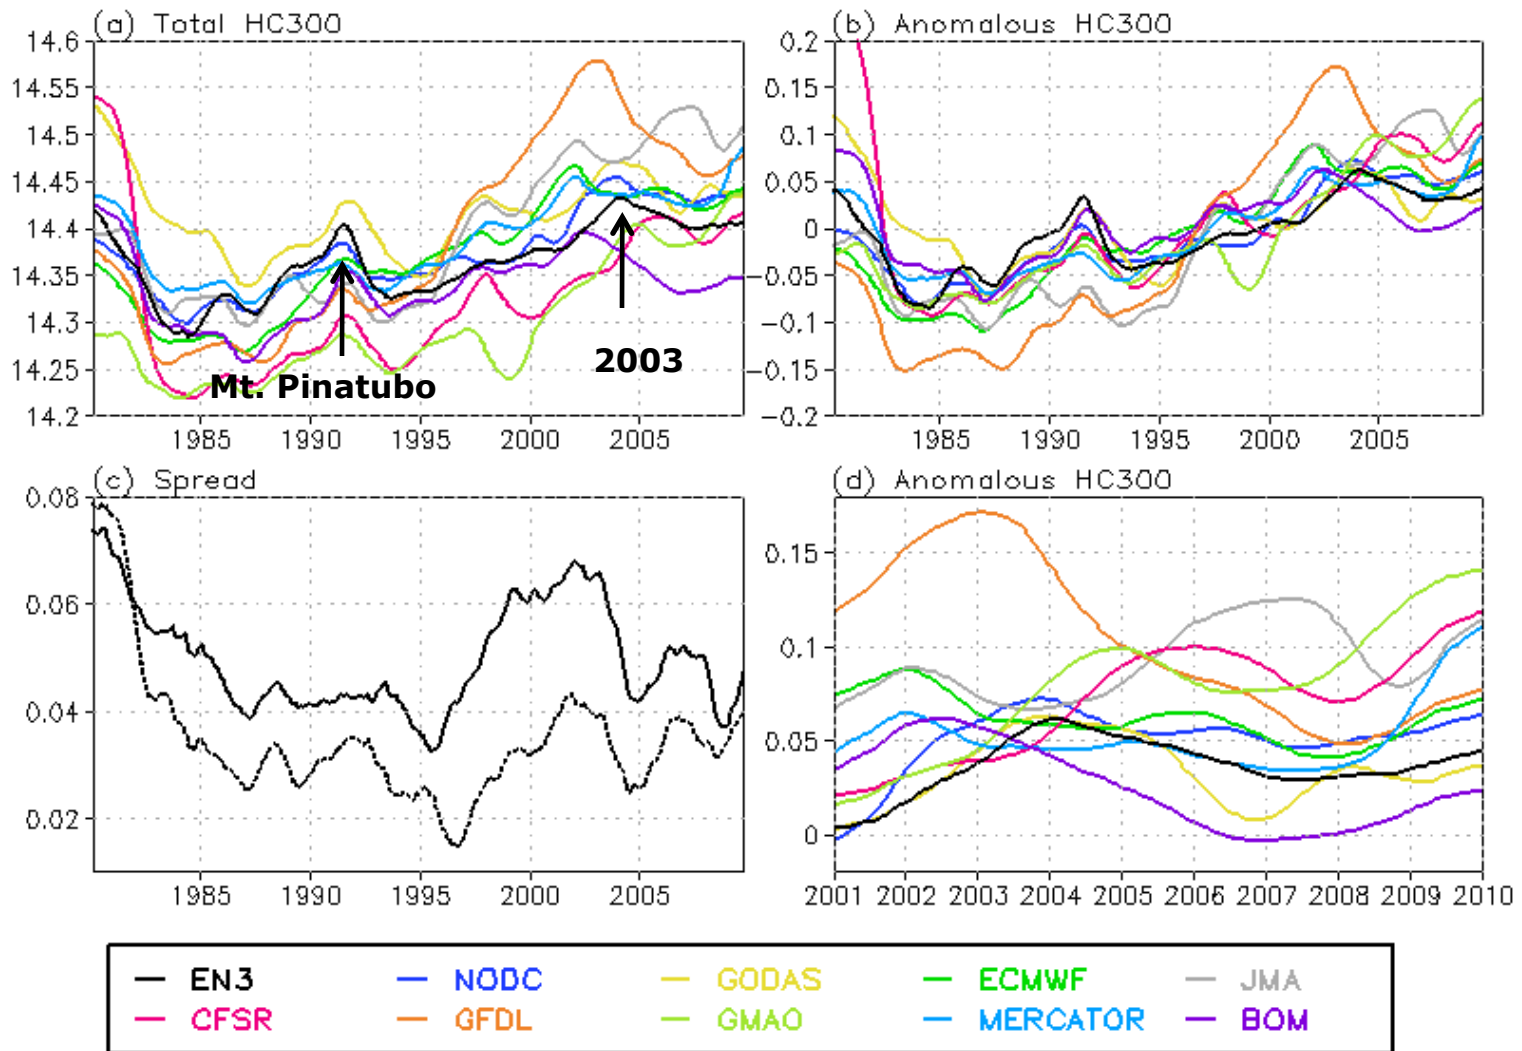 (a) Total HC300
14.6
14.55
14.5
14.45
14.4
14.35
14.3
14.25
14.2
1985 1990 1995 2000 2005
Mt. Pinatubo
2003
(b) Anomalous HC300
0.2
0.15
0.1
0.05
0
-0.05
-0.1
-0.15
-0.2
1985 1990 1995 2000 2005
(c) Spread
0.08
0.06
0.04
0.02
1985 1990 1995 2000 2005
(d) Anomalous HC300
0.15
0.1
0.05
0
2001 2002 2003 2004 2005 2006 2007 2008 2009 2010
EN3 NODC GODAS ECMWF JMA
CFSR GFDL GMAO MERCATOR BOM